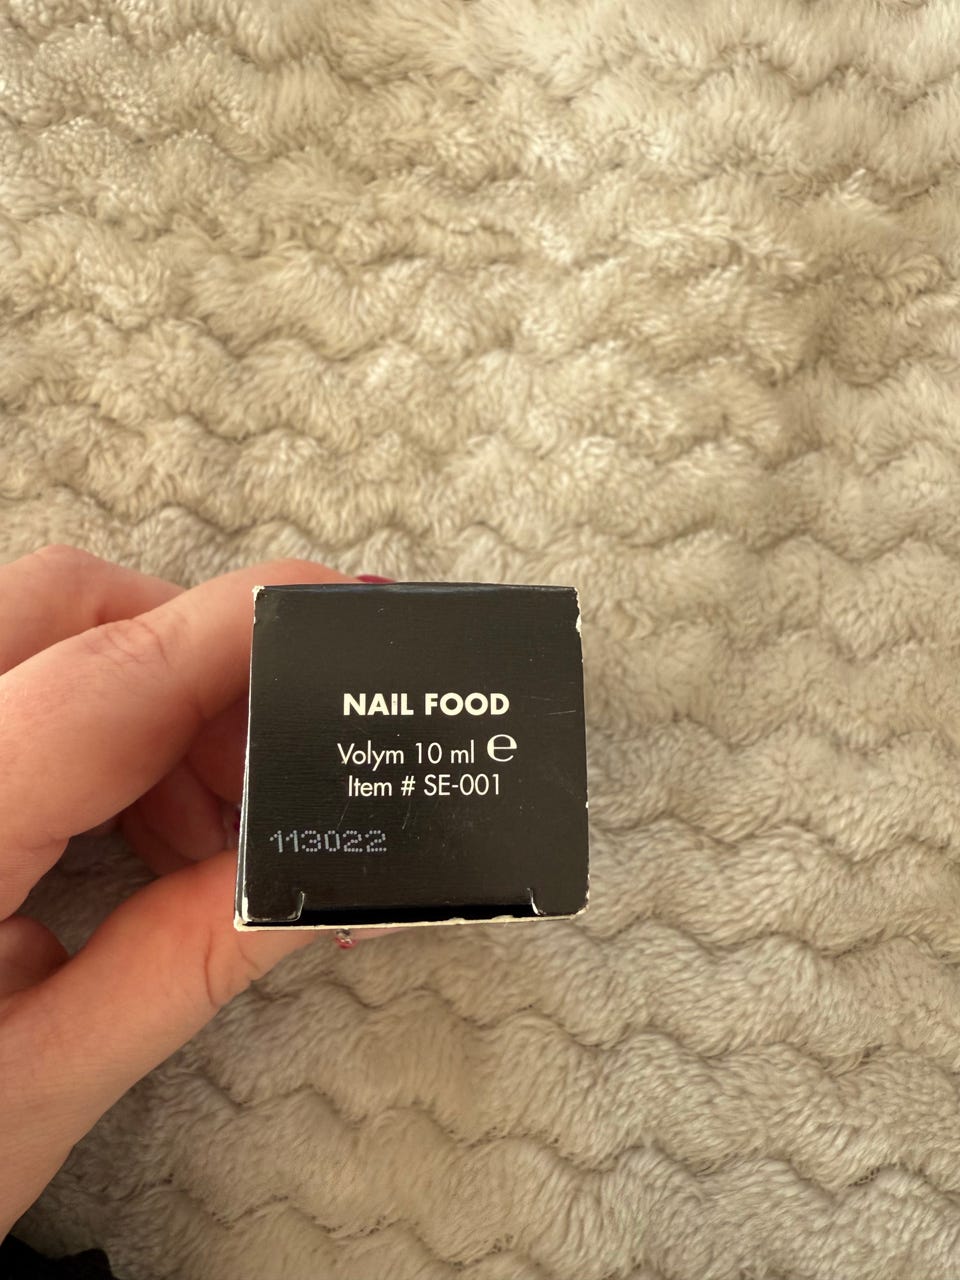 NAIL FOOD
Volym 10 ml ℮
Item # SE-001
113022